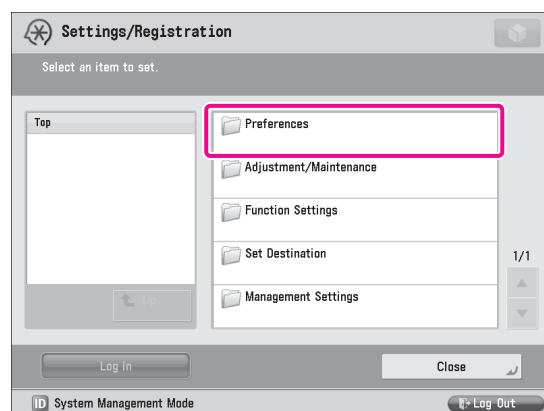 Settings/Registration
Select an item to set.
Top
Preferences
Adjustment/Maintenance
Function Settings
Set Destination
Management Settings
1/1
Up
Log In
Close
ID System Management Mode
Log Out